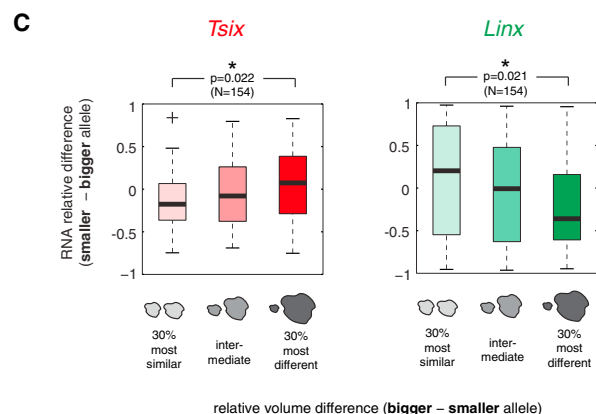 C
Tsix
Linx
*
p=0.022
(N=154)
*
p=0.021
(N=154)
RNA relative difference
(smaller – bigger allele)
1
0.5
0
-0.5
−1
1
0.5
0
-0.5
−1
30%
most
similar
inter-
mediate
30%
most
different
30%
most
similar
inter-
mediate
30%
most
different
relative volume difference (bigger – smaller allele)